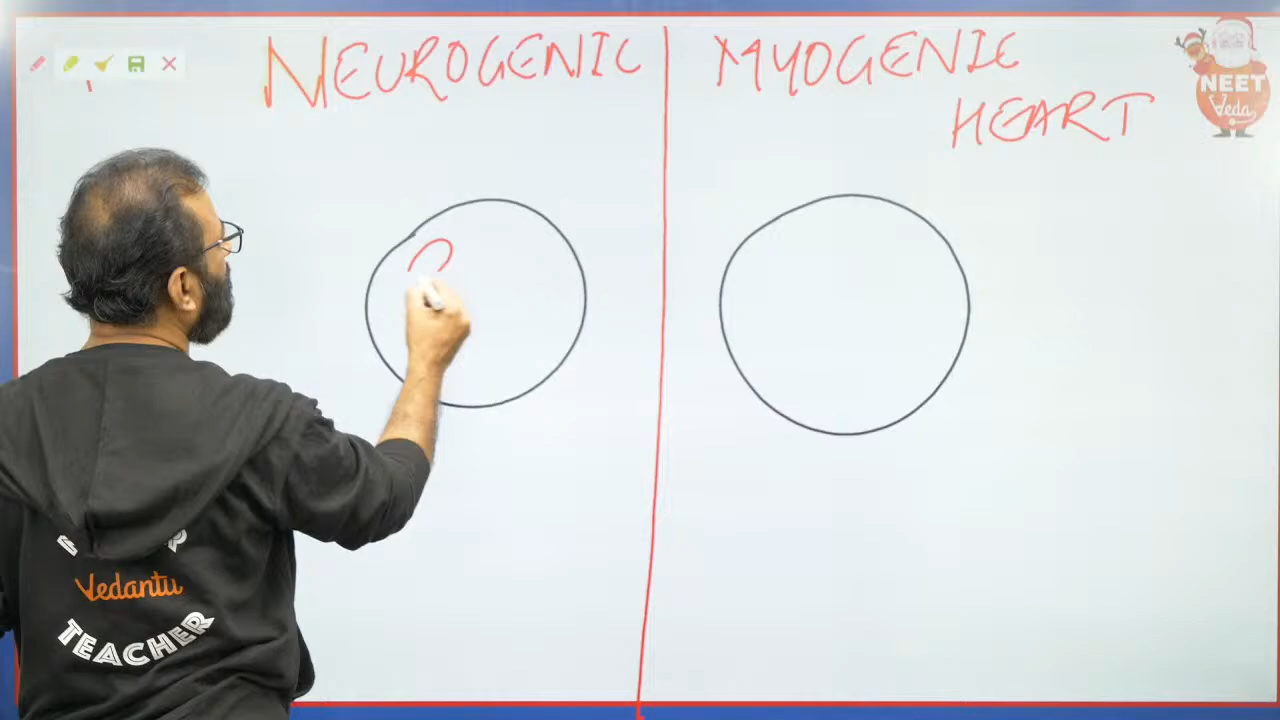 NEUROGENIC
MYOGENIC
HEART
NEET
Veda
Vedantu
TEACHER